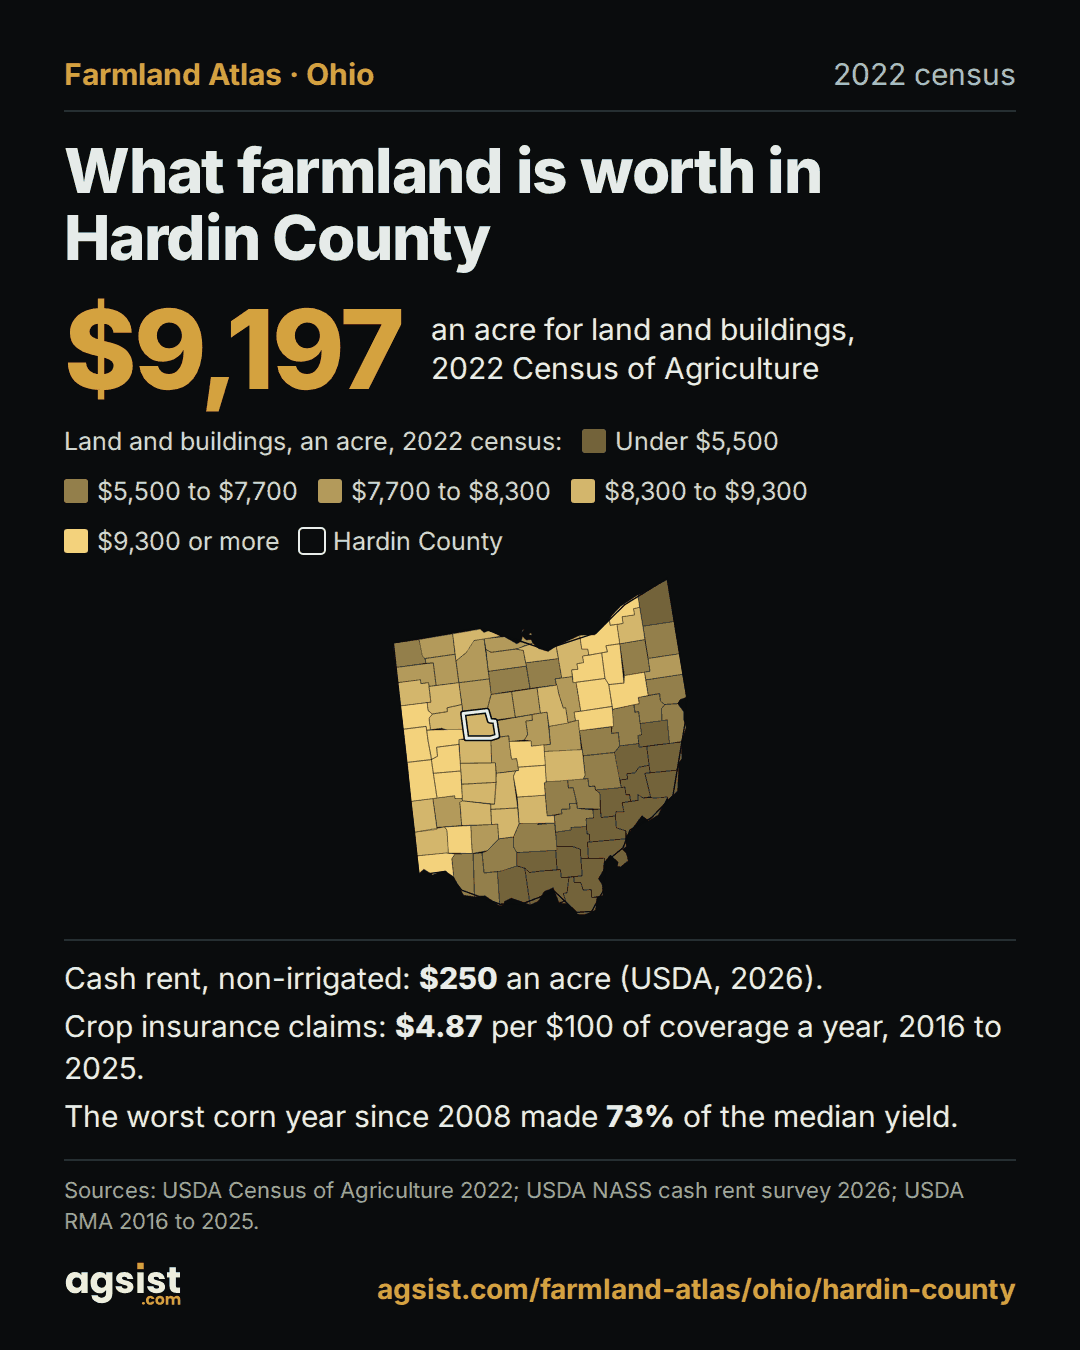 Farmland Atlas · Ohio
2022 census
What farmland is worth in
Hardin County
$9,197
an acre for land and buildings,
2022 Census of Agriculture
Land and buildings, an acre, 2022 census: Under $5,500
$5,500 to $7,700 $7,700 to $8,300 $8,300 to $9,300
$9,300 or more Hardin County
Cash rent, non-irrigated: $250 an acre (USDA, 2026).
Crop insurance claims: $4.87 per $100 of coverage a year, 2016 to
2025.
The worst corn year since 2008 made 73% of the median yield.
Sources: USDA Census of Agriculture 2022; USDA NASS cash rent survey 2026; USDA
RMA 2016 to 2025.
agsist
.com
agsist.com/farmland-atlas/ohio/hardin-county